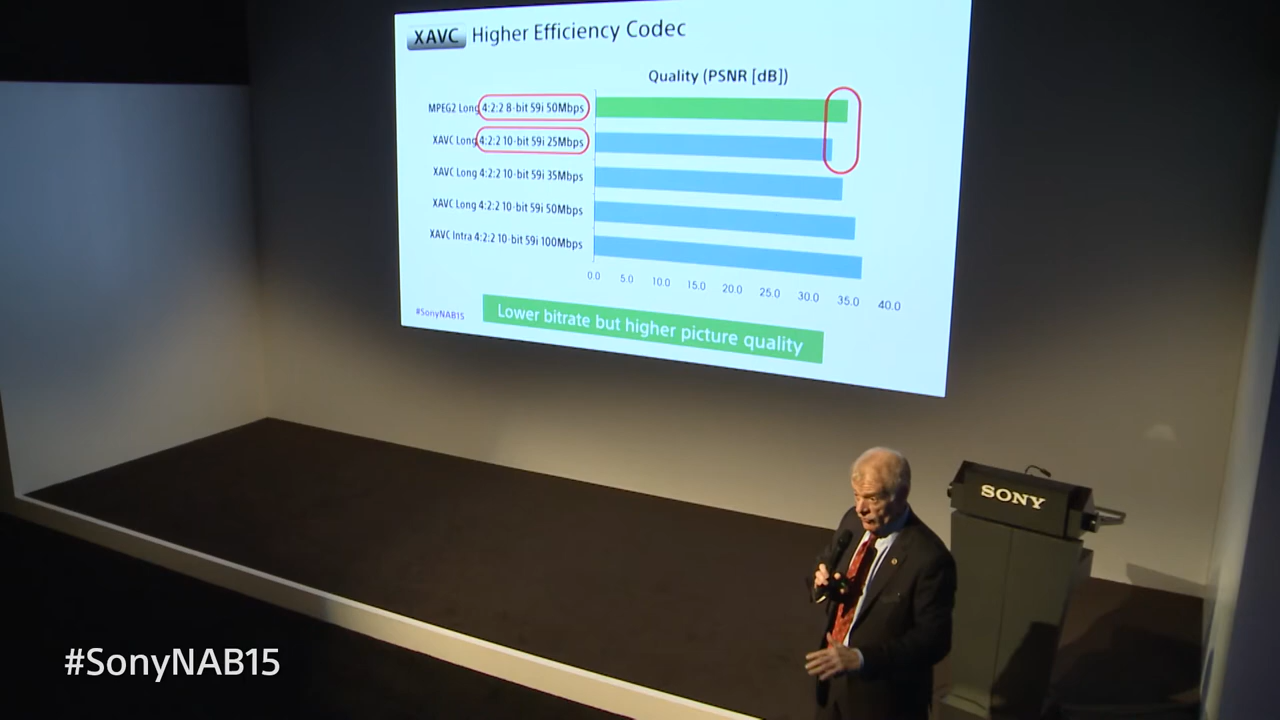 XAVC Higher Efficiency Codec
Quality (PSNR [dB])
MPEG2 Long 4:2:2 8-bit 59i 50Mbps
XAVC Long 4:2:2 10-bit 59i 25Mbps
XAVC Long 4:2:2 10-bit 59i 35Mbps
XAVC Long 4:2:2 10-bit 59i 50Mbps
XAVC Intra 4:2:2 10-bit 59i 100Mbps
0.0 5.0 10.0 15.0 20.0 25.0 30.0 35.0 40.0
#SonyNAB15
Lower bitrate but higher picture quality
SONY
#SonyNAB15